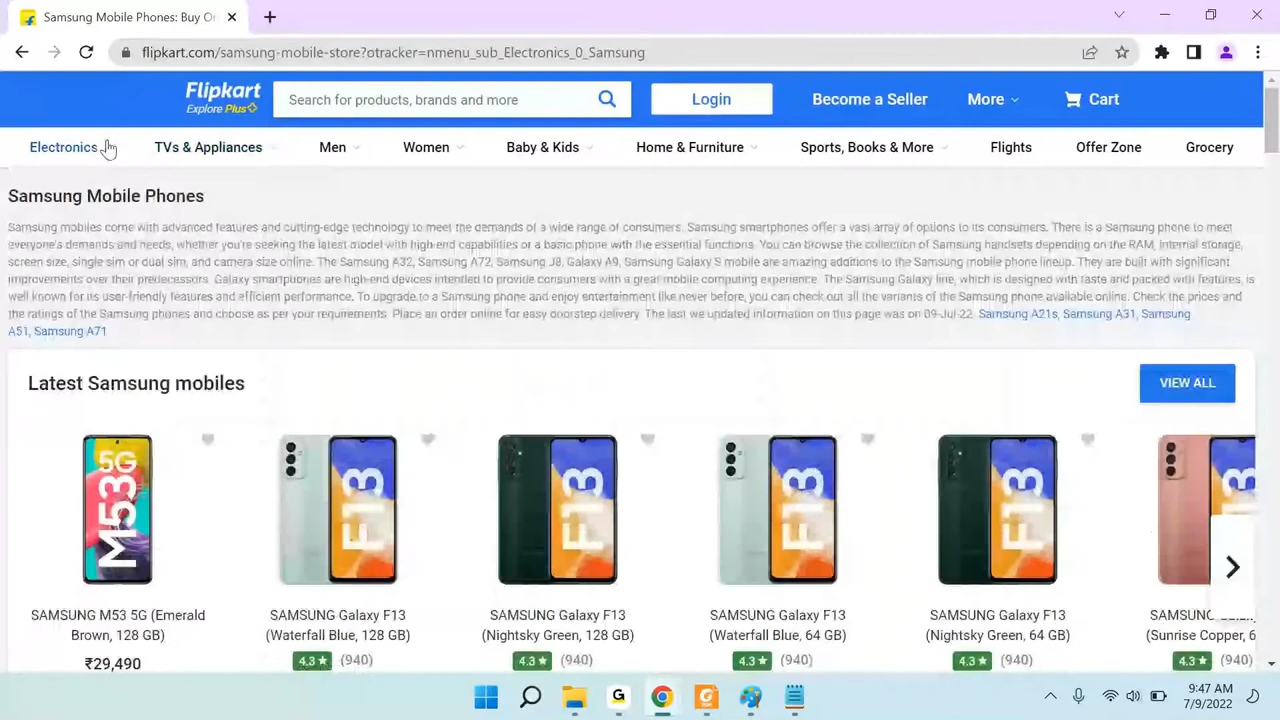 Samsung Mobile Phones: Buy On
flipkart.com/samsung-mobile-store?otracker=nmenu_sub_Electronics_0_Samsung
Flipkart
Explore Plus
Search for products, brands and more
Login
Become a Seller
More
Cart
Electronics
TVs & Appliances
Men
Women
Baby & Kids
Home & Furniture
Sports, Books & More
Flights
Offer Zone
Grocery
Samsung Mobile Phones
Samsung mobiles come with advanced features and cutting-edge technology to meet the demands of a wide range of consumers. Samsung smartphones offer a vast array of options to its consumers. There is a Samsung phone to meet
everyone's demands and needs, whether you're seeking the latest model with high-end capabilities or a basic phone with the essential functions. You can browse the collection of Samsung handsets depending on the RAM, internal storage,
screen size, single sim or dual sim, and camera size online. The Samsung A32, Samsung A72, Samsung J8, Galaxy A9, Samsung Galaxy S mobile are amazing additions to the Samsung mobile phone lineup. They are built with significant
improvements over their predecessors. Galaxy smartphones are high-end devices intended to provide consumers with a great mobile computing experience. The Samsung Galaxy line, which is designed with taste and packed with features, is
well known for its user-friendly features and efficient performance. To upgrade to a Samsung phone and enjoy entertainment like never before, you can check out all the variants of the Samsung phone available online. Check the prices and
the ratings of the Samsung phones and choose as per your requirements. Place an order online for easy doorstep delivery. The last we updated information on this page was on 09-Jul-22. Samsung A21s, Samsung A31, Samsung
A51, Samsung A71
Latest Samsung mobiles
VIEW ALL
M53 5G
F13
F13
F13
F13
SAMSUNG M53 5G (Emerald
Brown, 128 GB)
₹29,490
SAMSUNG Galaxy F13
(Waterfall Blue, 128 GB)
4.3★ (940)
SAMSUNG Galaxy F13
(Nightsky Green, 128 GB)
4.3★ (940)
SAMSUNG Galaxy F13
(Waterfall Blue, 64 GB)
4.3★ (940)
SAMSUNG Galaxy F13
(Nightsky Green, 64 GB)
4.3★ (940)
(Sunrise Copper, 6
4.3★ (940)
9:47 AM
7/9/2022